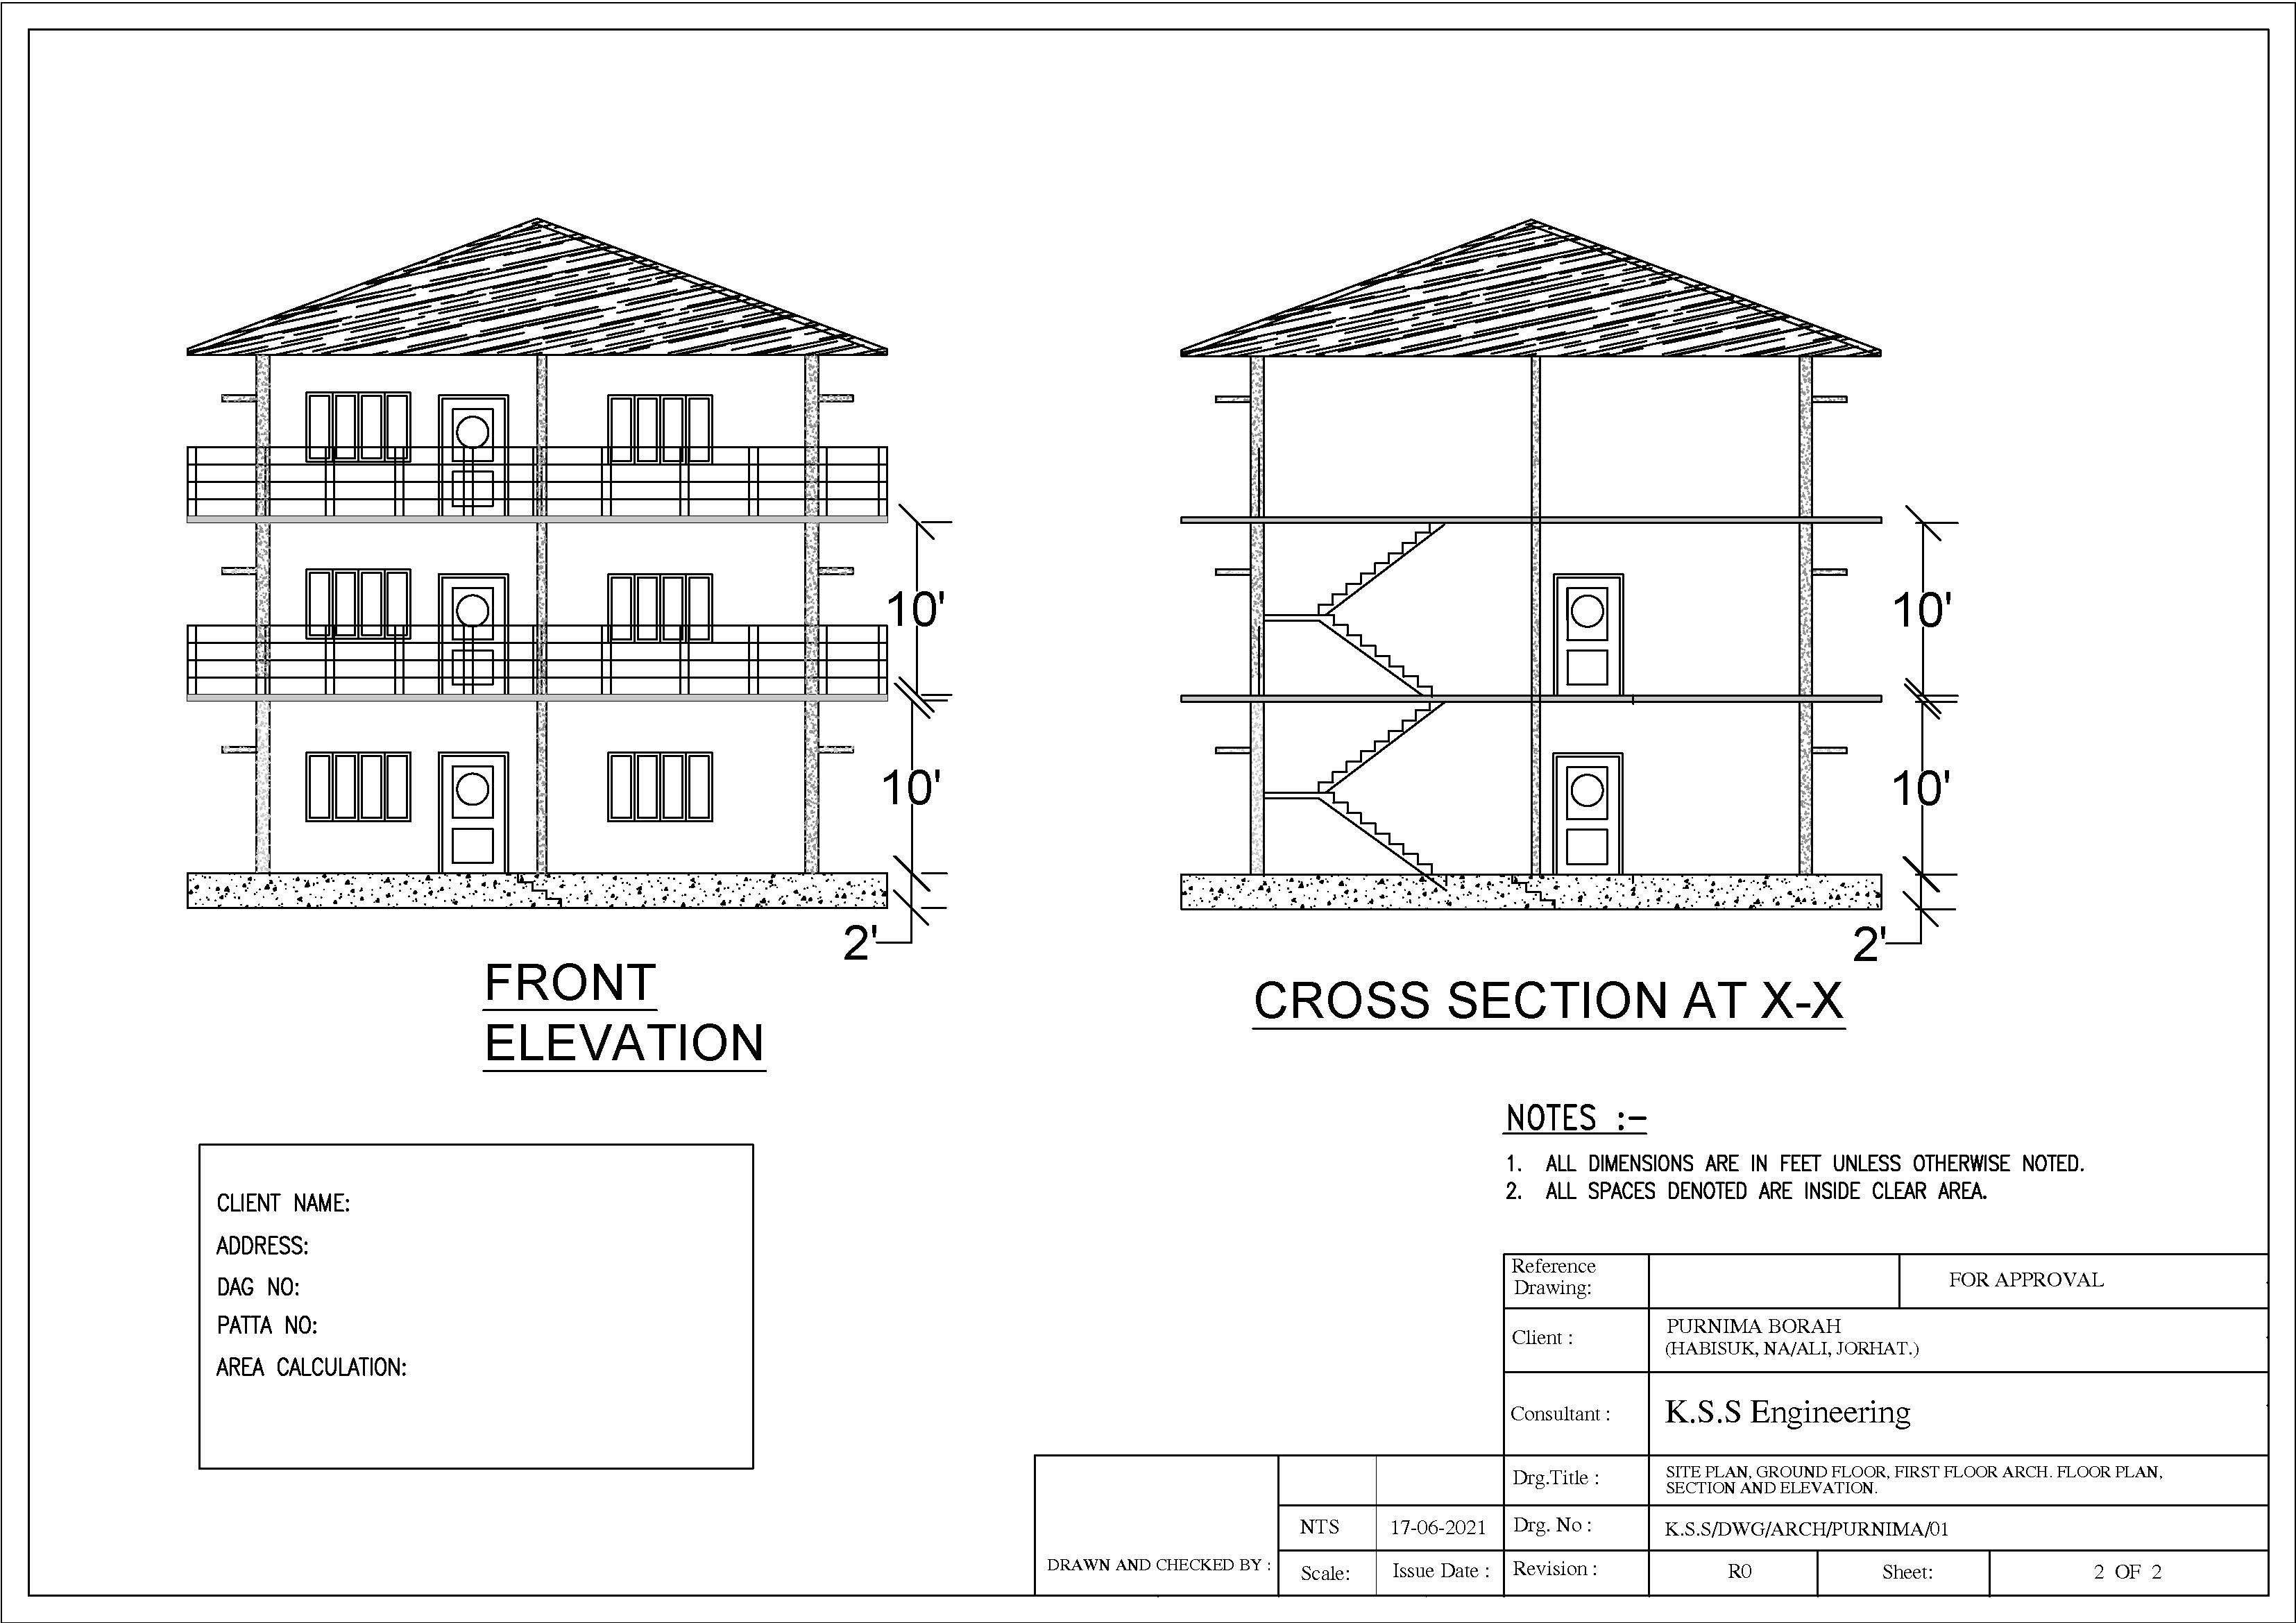 10'
10'
2'
FRONT
ELEVATION
10'
10'
2'
CROSS SECTION AT X-X
NOTES :-
1. ALL DIMENSIONS ARE IN FEET UNLESS OTHERWISE NOTED.
2. ALL SPACES DENOTED ARE INSIDE CLEAR AREA.
CLIENT NAME:
ADDRESS:
DAG NO:
PATTA NO:
AREA CALCULATION:
Reference
Drawing:
FOR APPROVAL
Client :
PURNIMA BORAH
(HABISUK, NA/ALI, JORHAT.)
Consultant :
K.S.S Engineering
Drg.Title :
SITE PLAN, GROUND FLOOR, FIRST FLOOR ARCH. FLOOR PLAN,
SECTION AND ELEVATION.
NTS
17-06-2021
Drg. No :
K.S.S/DWG/ARCH/PURNIMA/01
DRAWN AND CHECKED BY :
Scale:
Issue Date :
Revision :
R0
Sheet:
2 OF 2